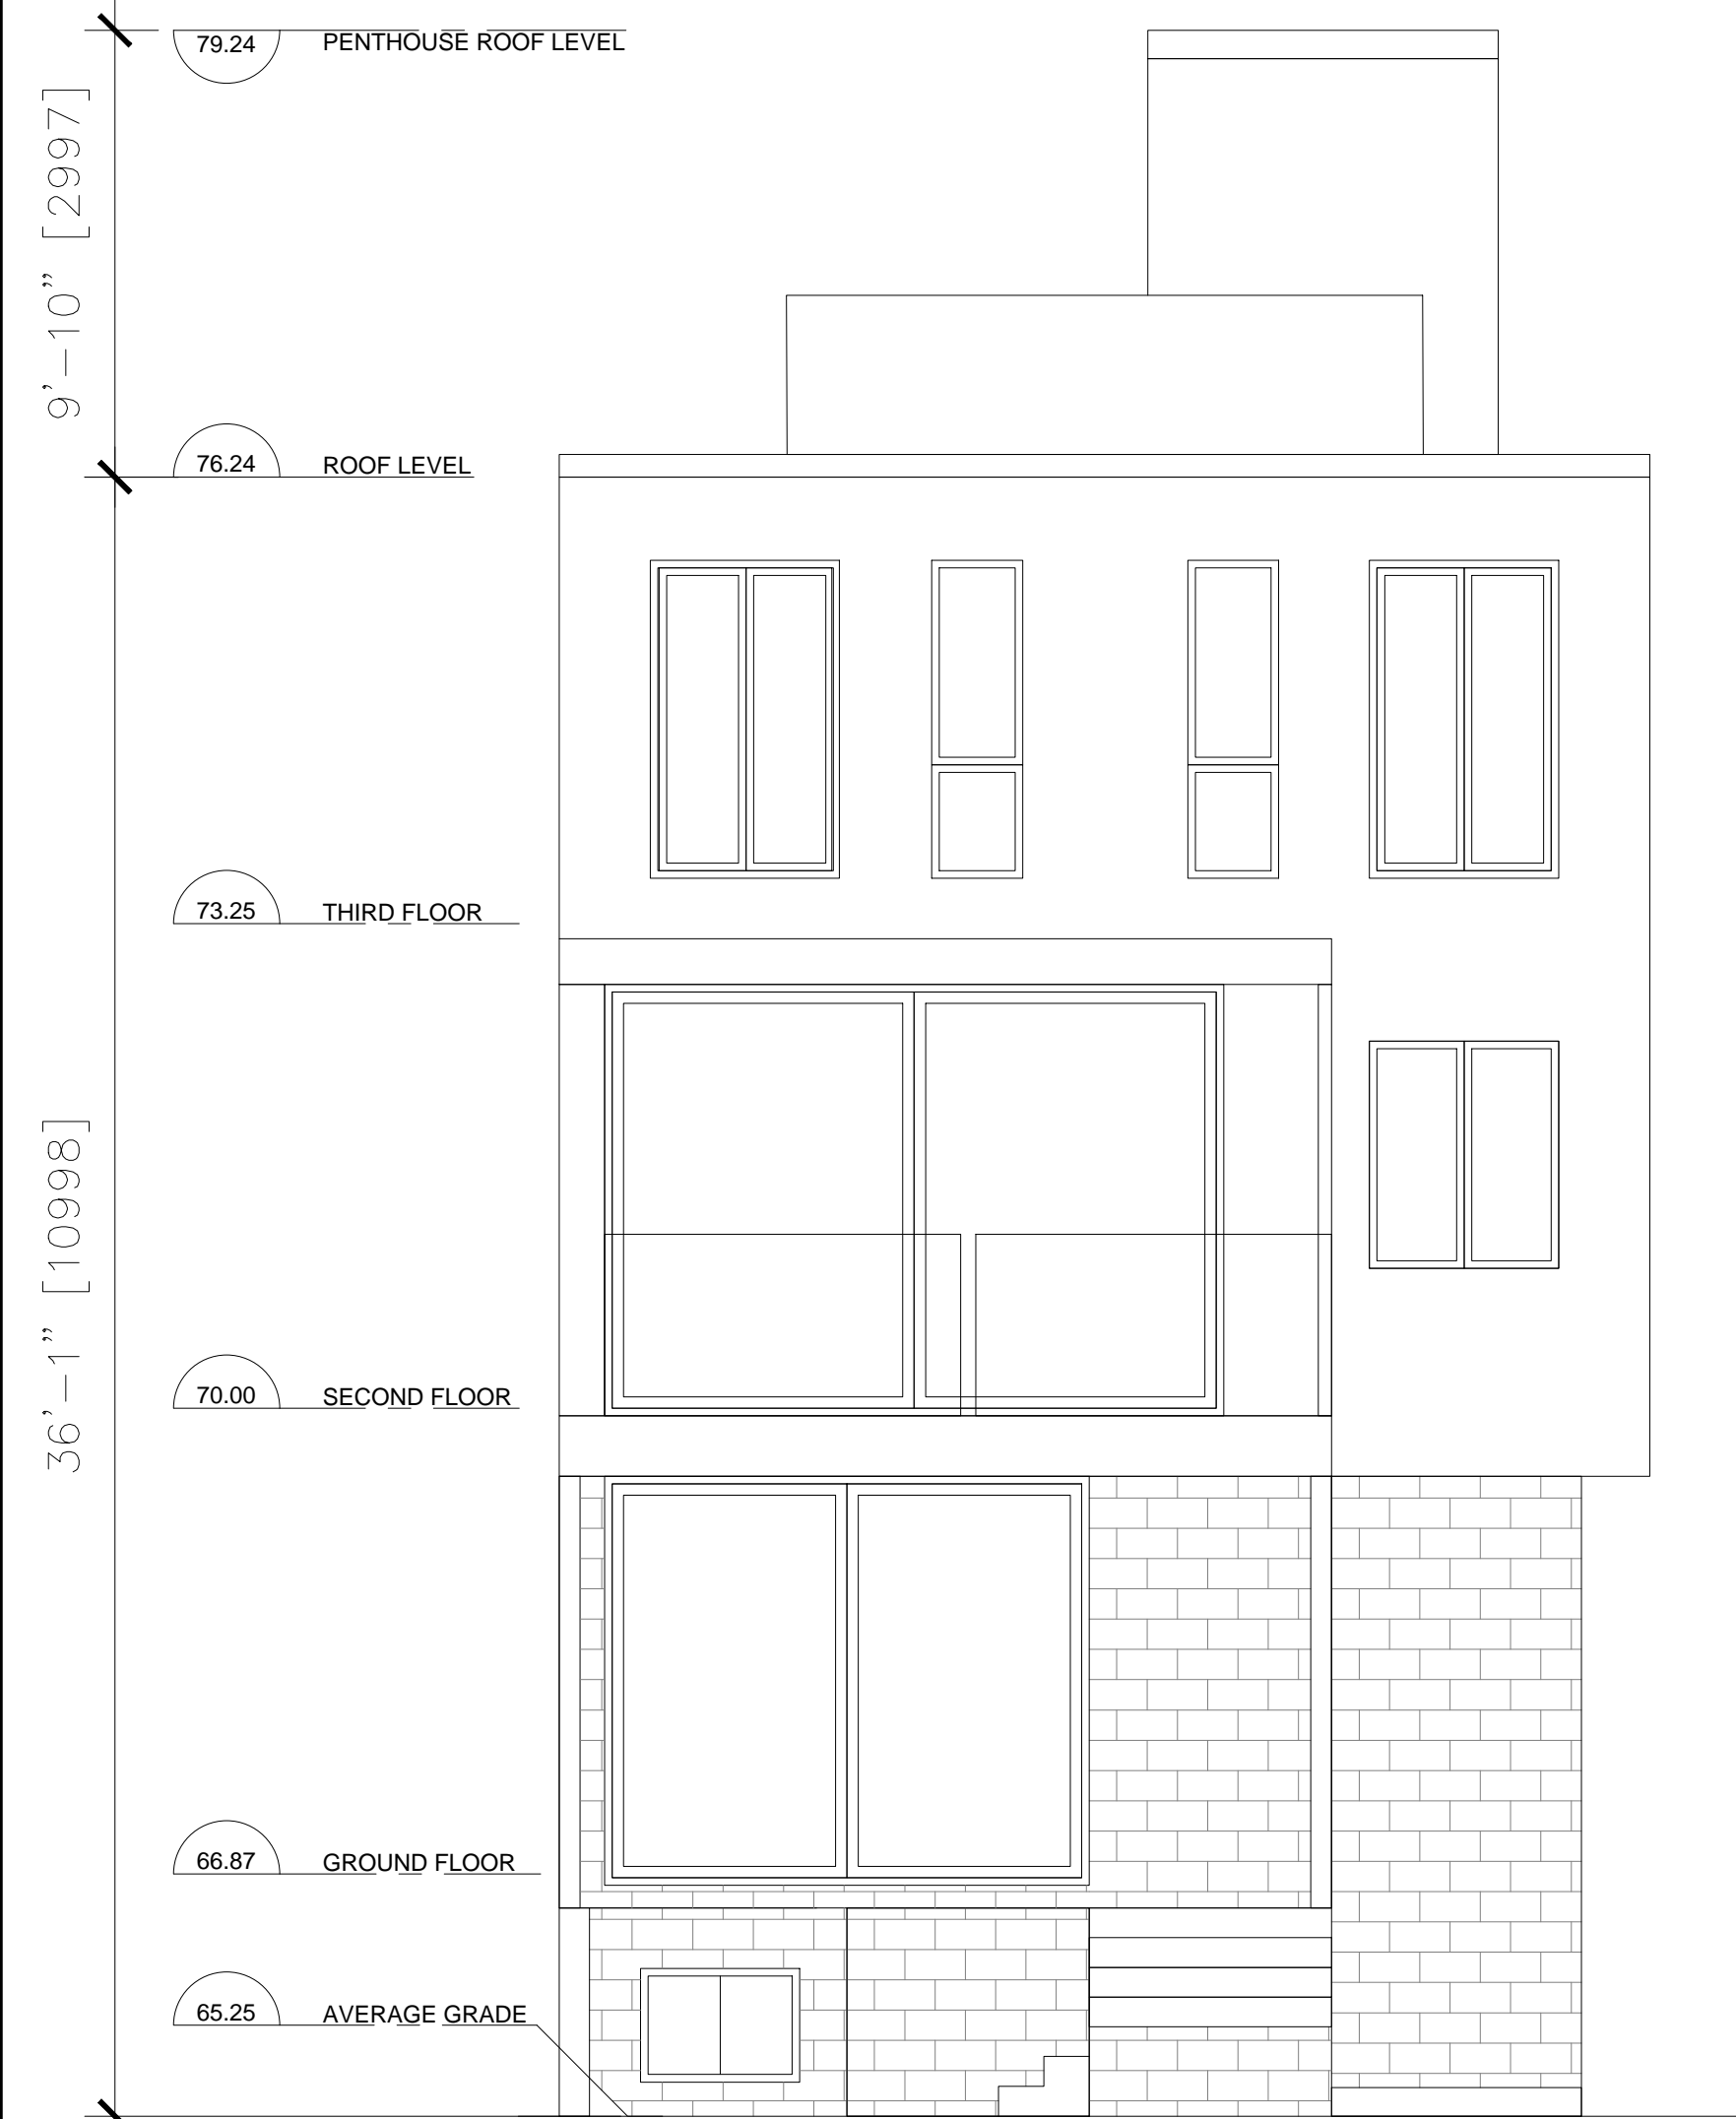 79.24 PENTHOUSE ROOF LEVEL
9'-10" [2997]
76.24 ROOF LEVEL
73.25 THIRD FLOOR
36'-1" [10998]
70.00 SECOND FLOOR
66.87 GROUND FLOOR
65.25 AVERAGE GRADE